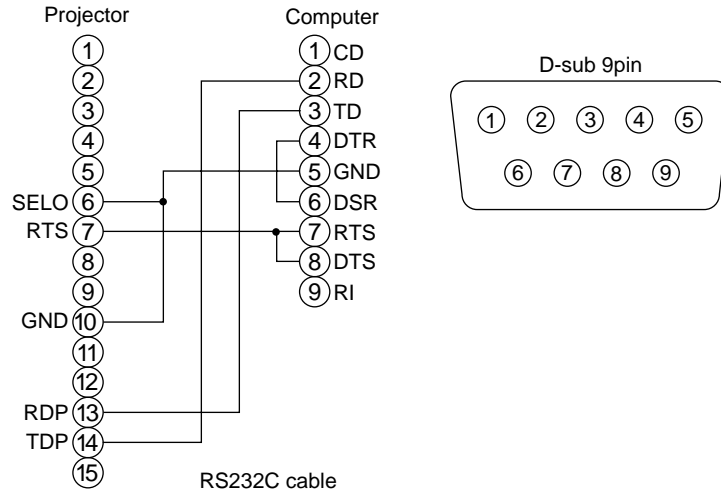 Projector
1
2
3
4
5
SELO 6
RTS 7
8
9
GND 10
11
12
RDP 13
TDP 14
15
Computer
1 CD
2 RD
3 TD
4 DTR
5 GND
6 DSR
7 RTS
8 DTS
9 RI
RS232C cable
D-sub 9pin
1 2 3 4 5
6 7 8 9